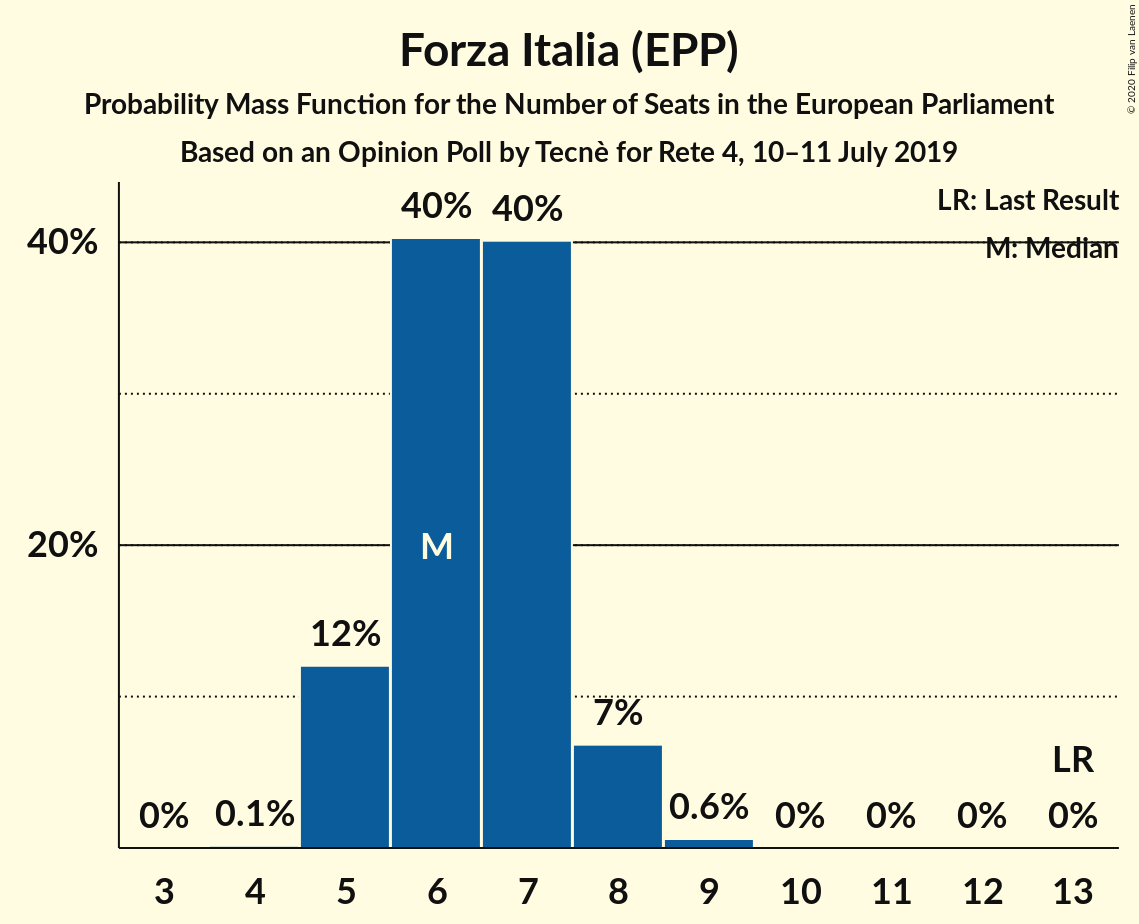 Forza Italia (EPP)
Probability Mass Function for the Number of Seats in the European Parliament
Based on an Opinion Poll by Tecnè for Rete 4, 10–11 July 2019
© 2020 Filip van Laenen
LR: Last Result
M: Median
40% 40%
40%
M
20%
12%
7%
LR
0% 0.1% 0.6% 0% 0% 0% 0%
3 4 5 6 7 8 9 10 11 12 13